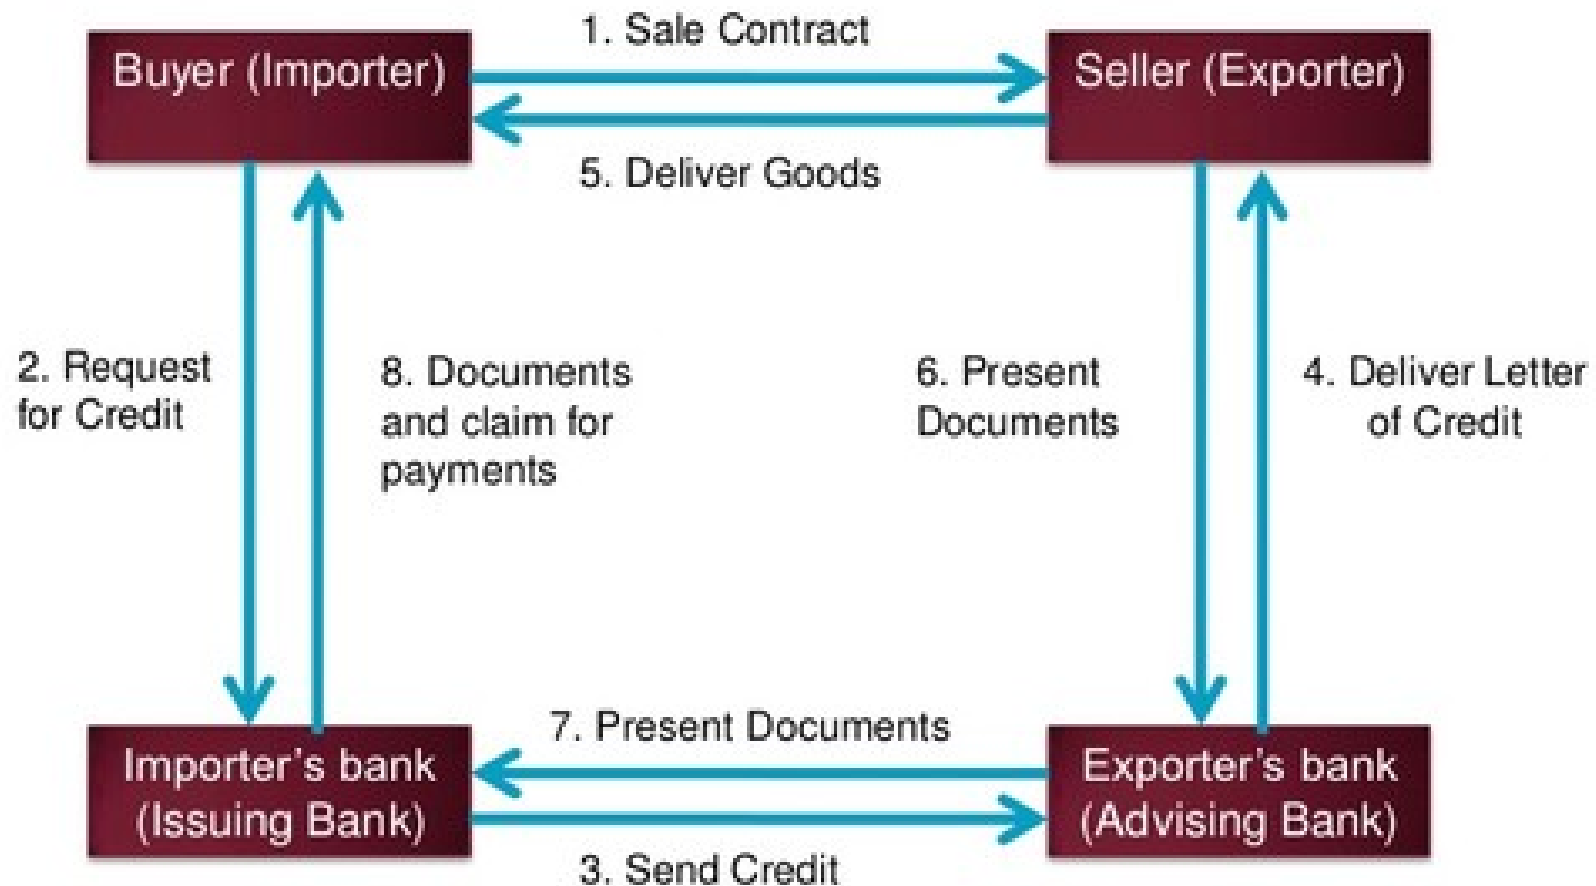 1. Sale Contract
Buyer (Importer)
Seller (Exporter)
5. Deliver Goods
2. Request
for Credit
8. Documents
and claim for
payments
6. Present
Documents
4. Deliver Letter
of Credit
7. Present Documents
Importer's bank
(Issuing Bank)
Exporter's bank
(Advising Bank)
3. Send Credit